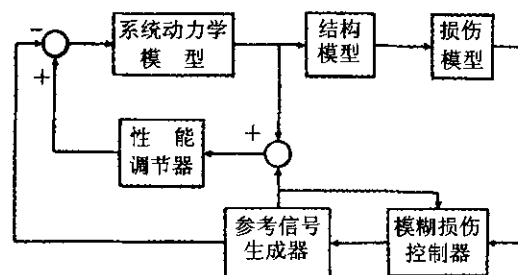 −
系统动力学
模 型
结构
模型
损伤
模型
+
性 能
调节器
+
参考信号
生成器
模糊损伤
控制器